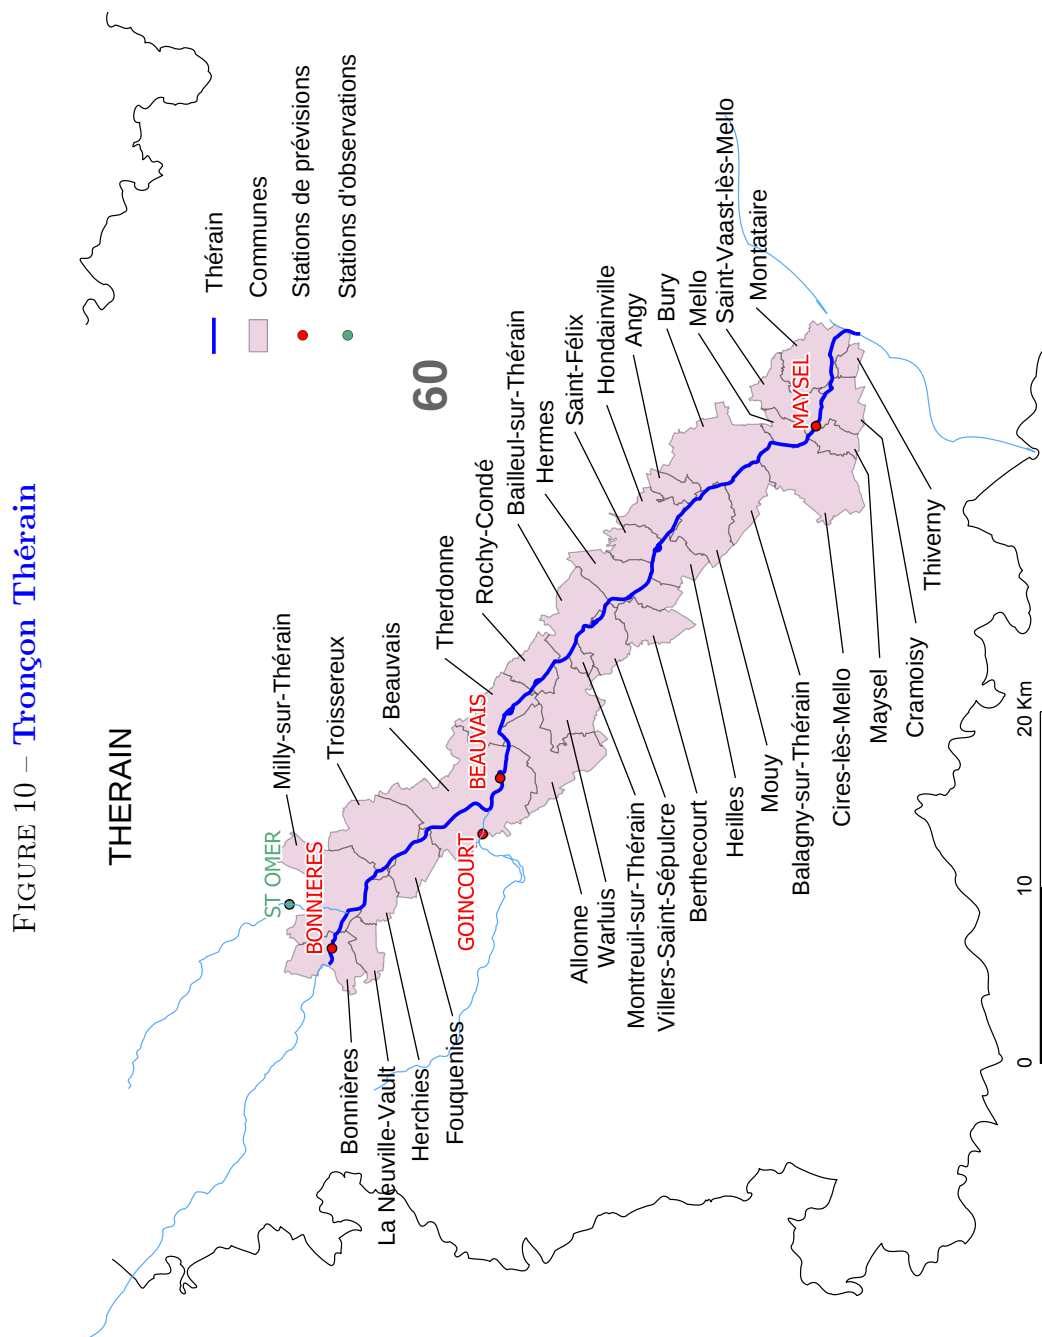 FIGURE 10 – Tronçon Thérain
THERAIN
Thérain
Communes
Stations de prévisions
Stations d'observations
60
ST OMER
BONNIERES
GOINCOURT
BEAUVAIS
MAYSEL
Milly-sur-Thérain
Troissereux
Beauvais
Therdonne
Rochy-Condé
Bailleul-sur-Thérain
Hermes
Saint-Félix
Hondainville
Angy
Bury
Mello
Saint-Vaast-lès-Mello
Montataire
Bonnières
La Neuville-Vault
Herchies
Fouquenies
Allonne
Warluis
Montreuil-sur-Thérain
Villers-Saint-Sépulcre
Berthecourt
Heilles
Mouy
Balagny-sur-Thérain
Cires-lès-Mello
Maysel
Cramoisy
Thiverny
0 10 20 km